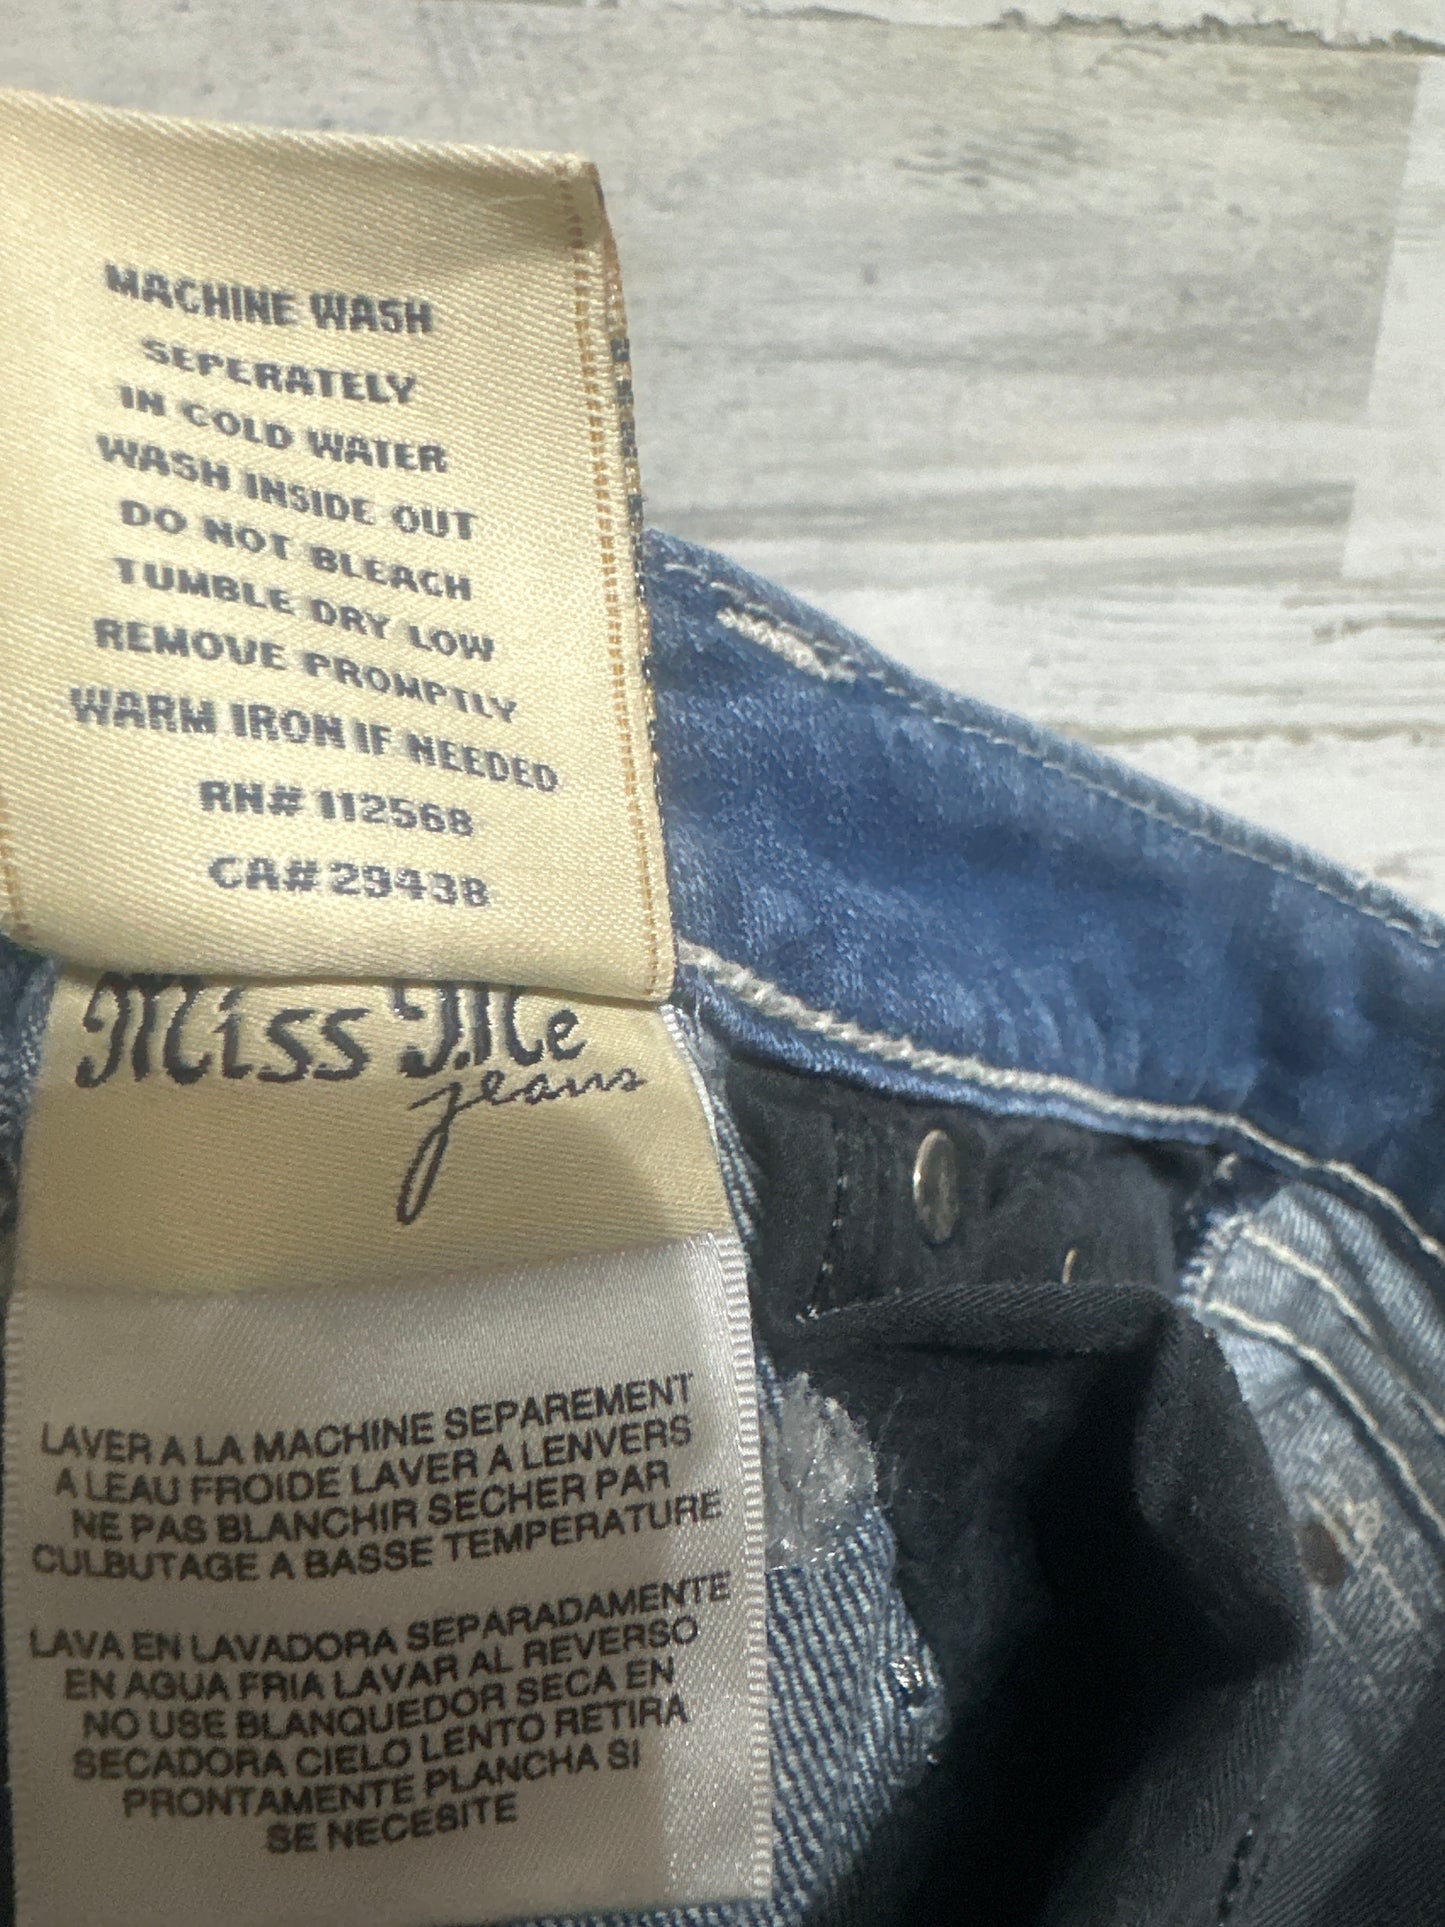 MACHINE WASH
SEPERATELY
IN COLD WATER
WASH INSIDE OUT
DO NOT BLEACH
TUMBLE DRY LOW
REMOVE PROMPTLY
WARM IRON IF NEEDED
RN# 112568
CA# 29438
Miss Me
jeans
LAVER A LA MACHINE SEPAREMENT
A LEAU FROIDE LAVER A LENVERS
NE PAS BLANCHIR SECHER PAR
CULBUTAGE A BASSE TEMPERATURE
LAVA EN LAVADORA SEPARADAMENTE
EN AGUA FRIA LAVAR AL REVERSO
NO USE BLANQUEDOR SECA EN
SECADORA CIELO LENTO RETIRA
PRONTAMENTE PLANCHA SI
SE NECESITE